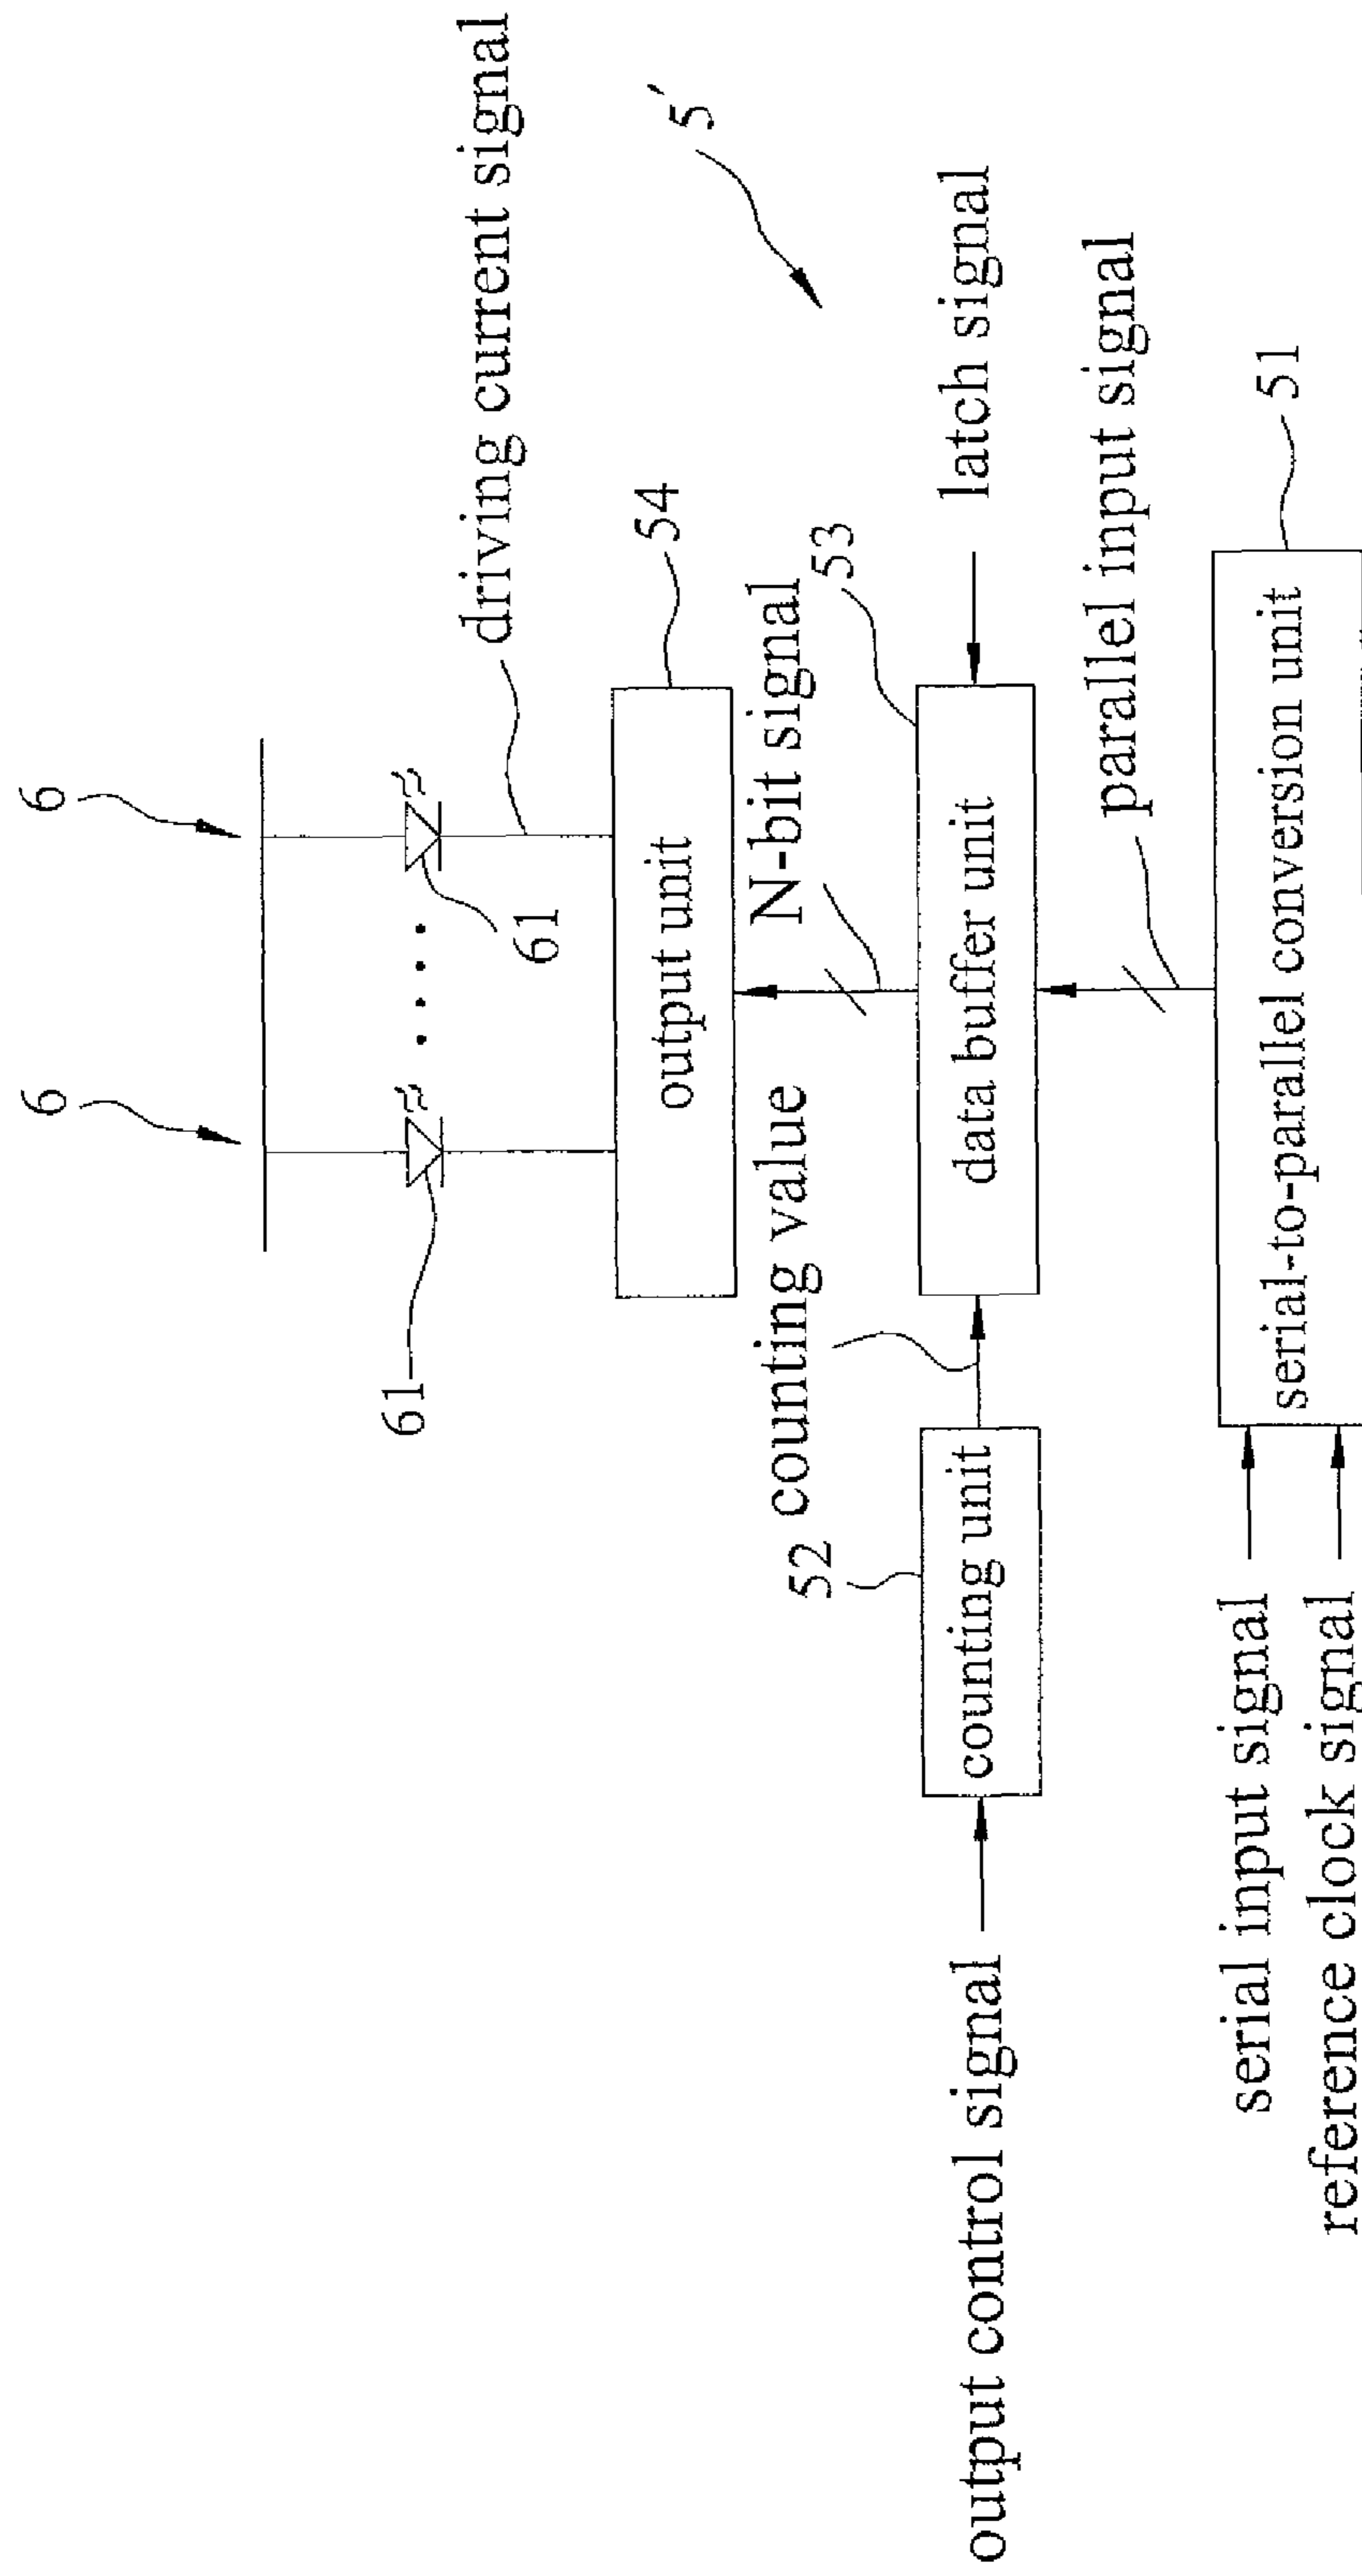 6
6
61
61
driving current signal
5′
output unit
54
N-bit signal
counting value
52
53
output control signal
counting unit
data buffer unit
latch signal
parallel input signal
serial input signal
reference clock signal
serial-to-parallel conversion unit
51